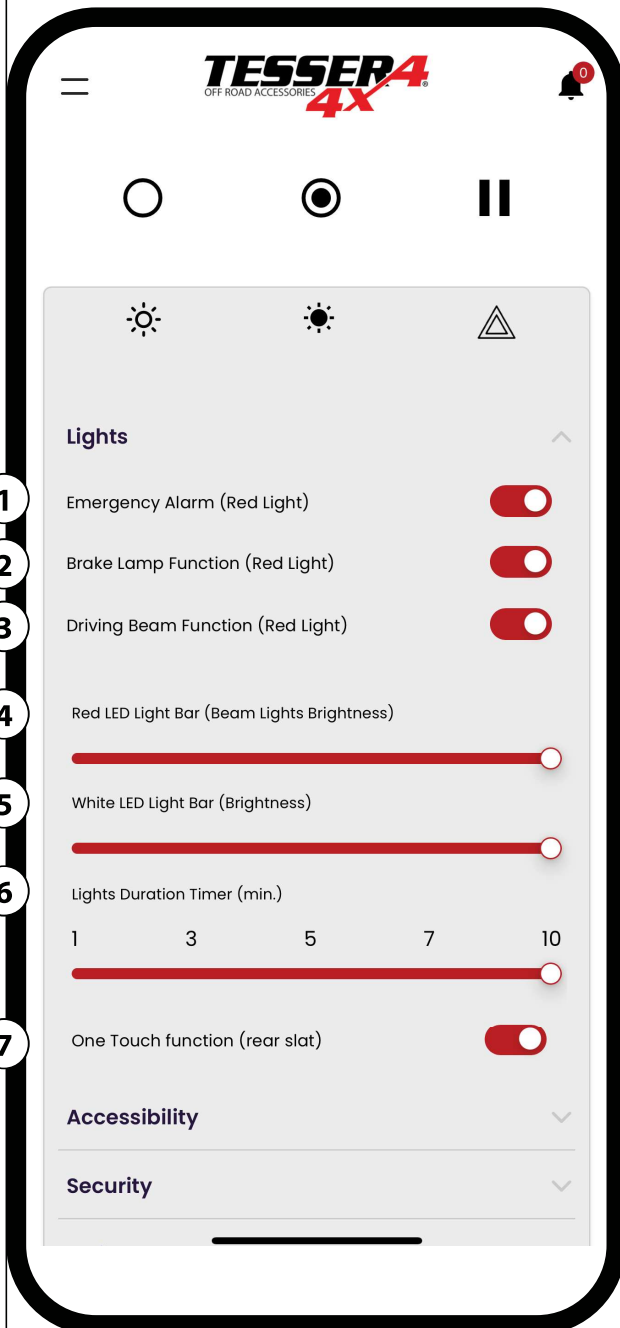 TESSER4
OFF ROAD ACCESSORIES
4X
0
Lights
1
Emergency Alarm (Red Light)
2
Brake Lamp Function (Red Light)
3
Driving Beam Function (Red Light)
4
Red LED Light Bar (Beam Lights Brightness)
5
White LED Light Bar (Brightness)
6
Lights Duration Timer (min.)
1 3 5 7 10
7
One Touch function (rear slat)
Accessibility
Security